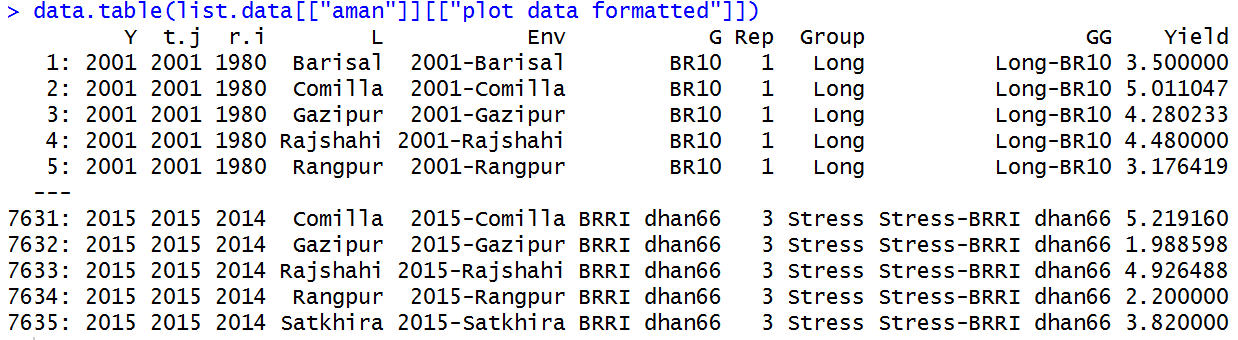 > data.table(list.data[["aman"]][["plot data formatted"]])
Y t.j r.i L Env G Rep Group GG Yield
1: 2001 2001 1980 Barisal 2001-Barisal BR10 1 Long Long-BR10 3.500000
2: 2001 2001 1980 Comilla 2001-Comilla BR10 1 Long Long-BR10 5.011047
3: 2001 2001 1980 Gazipur 2001-Gazipur BR10 1 Long Long-BR10 4.280233
4: 2001 2001 1980 Rajshahi 2001-Rajshahi BR10 1 Long Long-BR10 4.480000
5: 2001 2001 1980 Rangpur 2001-Rangpur BR10 1 Long Long-BR10 3.176419
---
7631: 2015 2015 2014 Comilla 2015-Comilla BRRI dhan66 3 Stress Stress-BRRI dhan66 5.219160
7632: 2015 2015 2014 Gazipur 2015-Gazipur BRRI dhan66 3 Stress Stress-BRRI dhan66 1.988598
7633: 2015 2015 2014 Rajshahi 2015-Rajshahi BRRI dhan66 3 Stress Stress-BRRI dhan66 4.926488
7634: 2015 2015 2014 Rangpur 2015-Rangpur BRRI dhan66 3 Stress Stress-BRRI dhan66 2.200000
7635: 2015 2015 2014 Satkhira 2015-Satkhira BRRI dhan66 3 Stress Stress-BRRI dhan66 3.820000